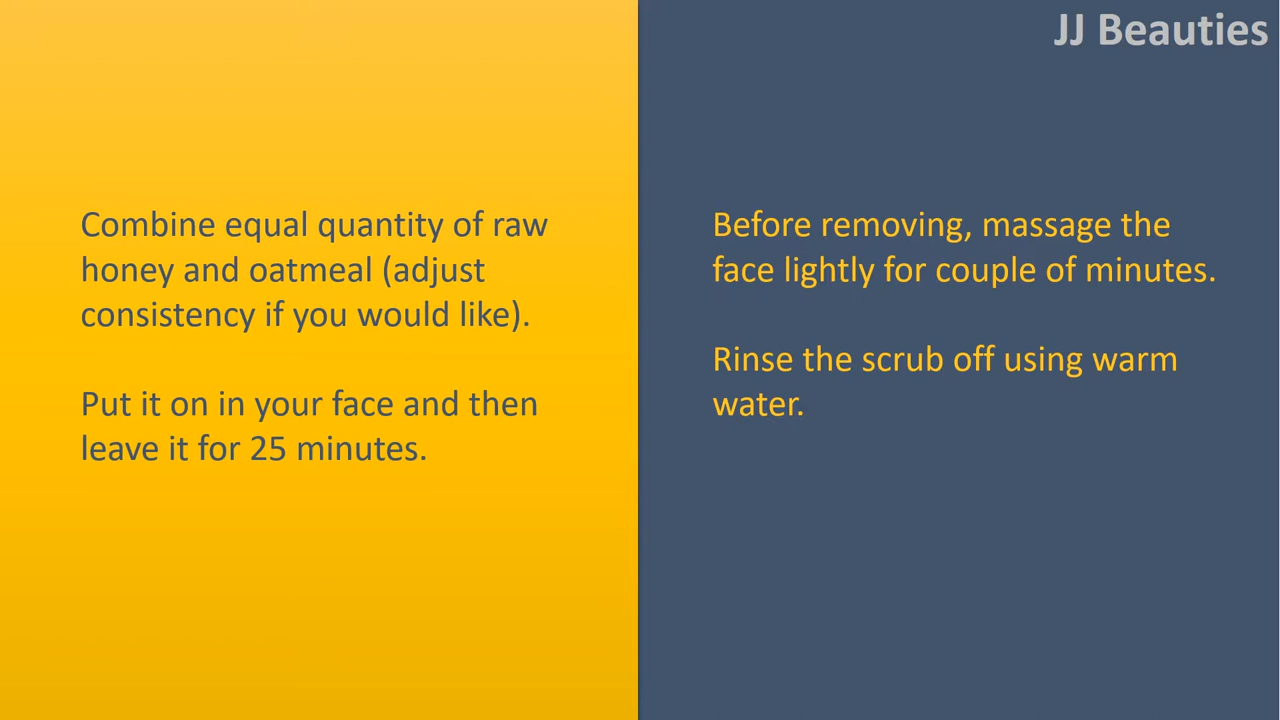 JJ Beauties
Combine equal quantity of raw
honey and oatmeal (adjust
consistency if you would like).
Put it on in your face and then
leave it for 25 minutes.
Before removing, massage the
face lightly for couple of minutes.
Rinse the scrub off using warm
water.